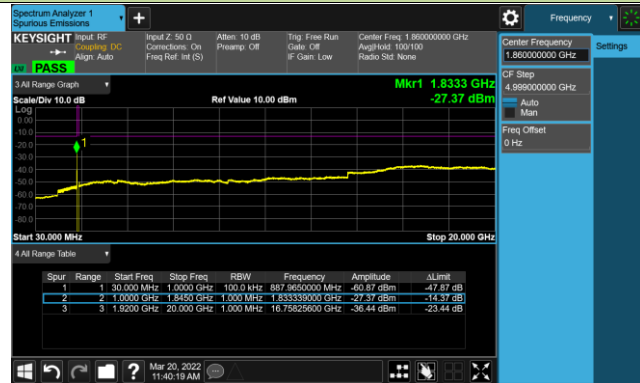 Spectrum Analyzer 1
Spurious Emissions
Frequency
KEYSIGHT Input: RF Input Z: 50 Ω Atten: 10 dB Trig: Free Run Center Freq: 1.860000000 GHz
Coupling: DC Corrections: On Preamp: Off Gate: Off Avg|Hold: 100/100
Align: Auto Freq Ref: Int (S) IF Gain: Low Radio Std: None
PASS
Center Frequency
1.860000000 GHz
Settings
CF Step
4.999000000 GHz
Auto
Man
Freq Offset
0 Hz
3 All Range Graph
Mkr1 1.8333 GHz
Scale/Div 10.0 dB Ref Value 10.00 dBm -27.37 dBm
Log
0.00
-10.0
-20.0
1
-30.0
-40.0
-50.0
-60.0
-70.0
-80.0
Start 30.000 MHz Stop 20.000 GHz
4 All Range Table
Spur Range Start Freq Stop Freq RBW Frequency Amplitude ΔLimit
1 1 30.000 MHz 1.0000 GHz 100.0 kHz 887.9650000 MHz -60.87 dBm -47.87 dB
2 2 1.0000 GHz 1.8450 GHz 1.000 MHz 1.833339000 GHz -27.37 dBm -14.37 dB
3 3 1.9200 GHz 20.000 GHz 1.000 MHz 16.75825600 GHz -36.44 dBm -23.44 dB
Mar 20, 2022
11:40:19 AM